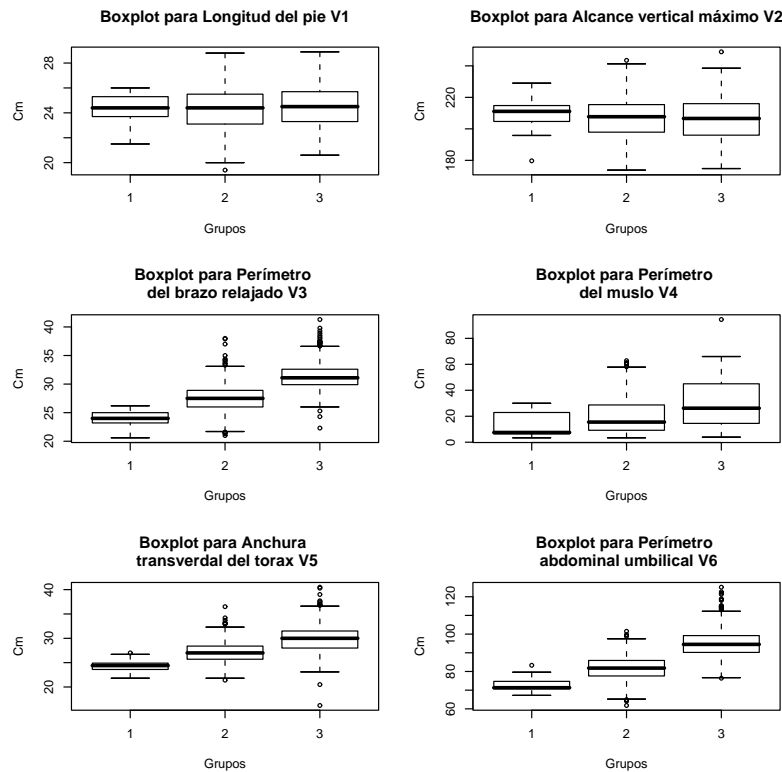 Boxplot para Longitud del pie V1
28
24
20
Cm
1 2 3
Grupos
Boxplot para Alcance vertical máximo V2
220
180
Cm
1 2 3
Grupos
Boxplot para Perímetro
del brazo relajado V3
40
35
30
25
20
Cm
1 2 3
Grupos
Boxplot para Perímetro
del muslo V4
80
60
40
20
0
Cm
1 2 3
Grupos
Boxplot para Anchura
transverdal del torax V5
40
30
20
Cm
1 2 3
Grupos
Boxplot para Perímetro
abdominal umbilical V6
120
100
80
60
Cm
1 2 3
Grupos